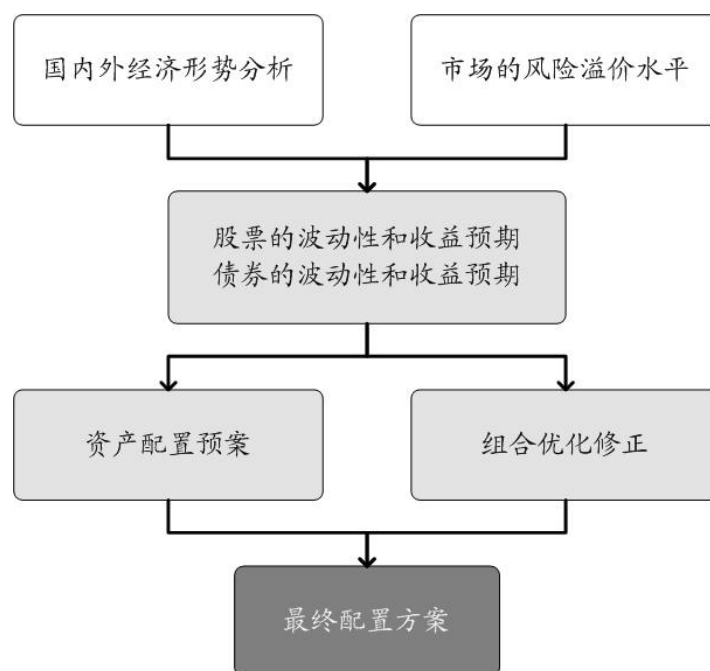 国内外经济形势分析
市场的风险溢价水平
股票的波动性和收益预期
债券的波动性和收益预期
资产配置预案
组合优化修正
最终配置方案